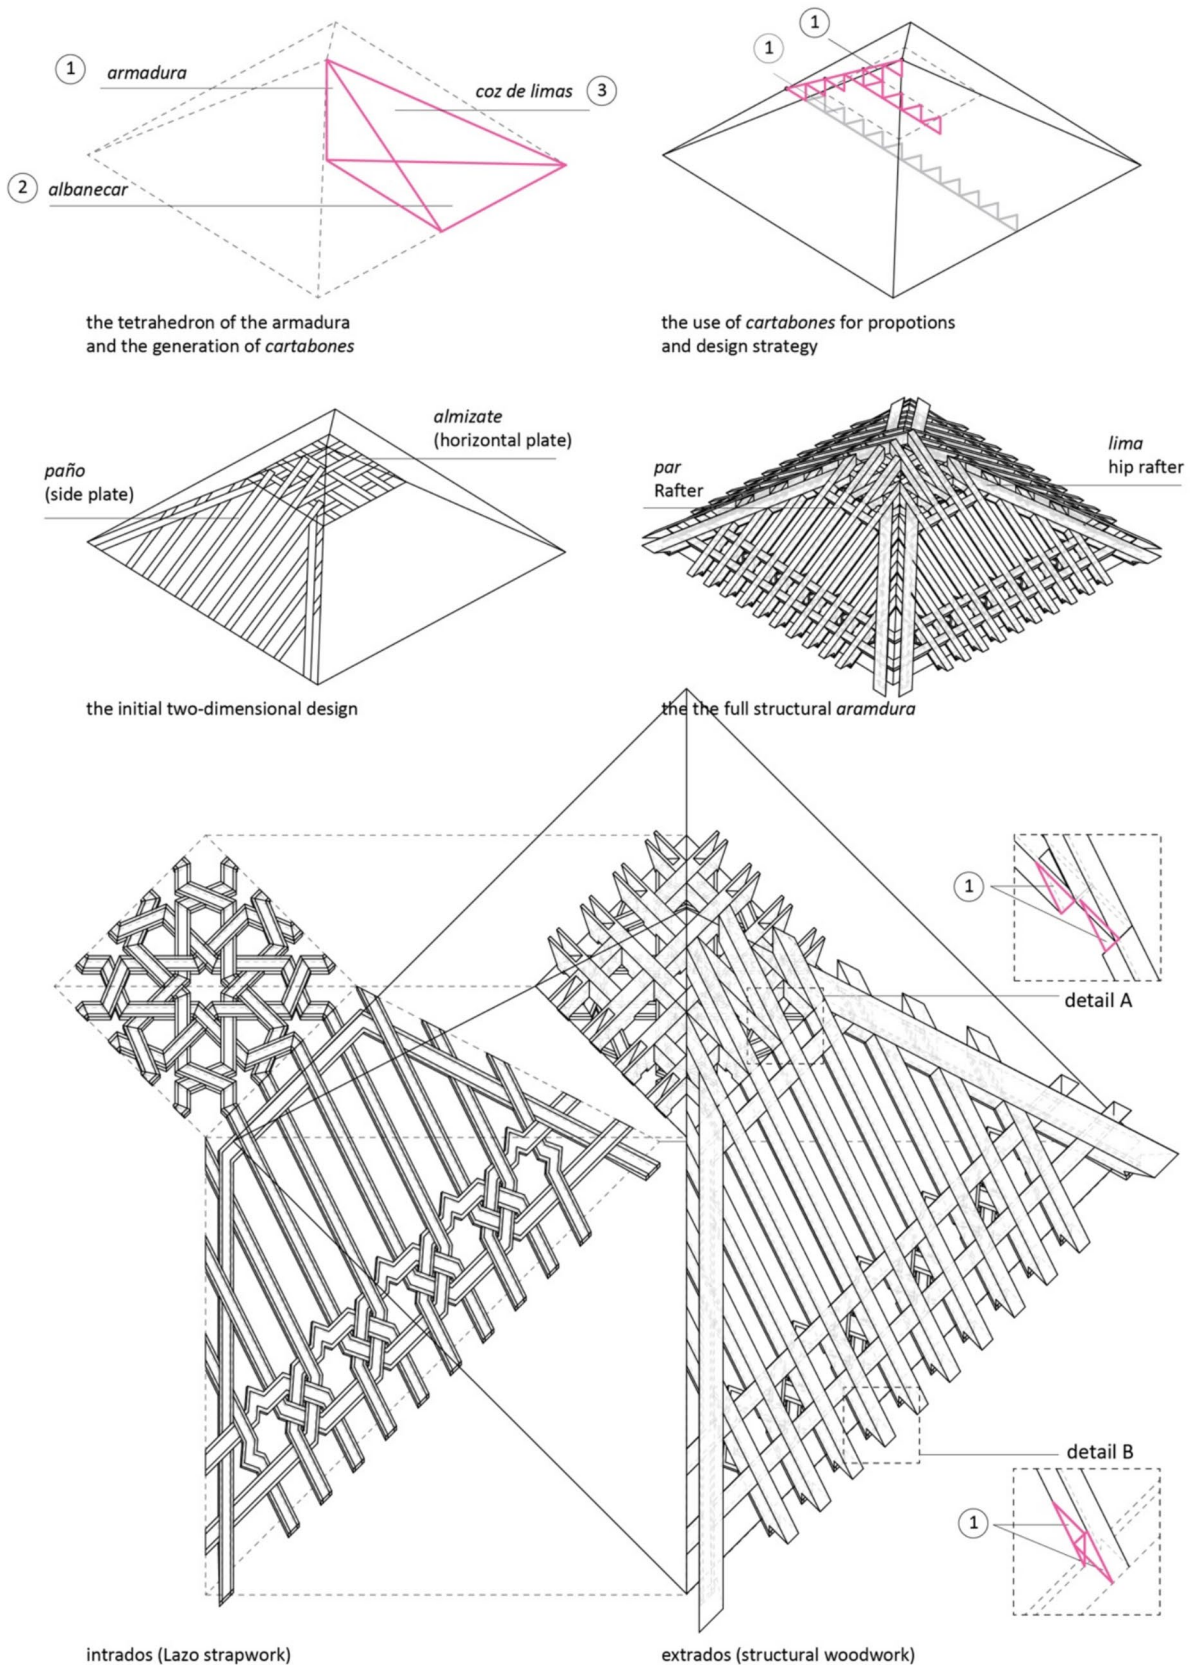 1
armadura
coz de limas
3
2
albanecar
the tetrahedron of the armadura
and the generation of cartabones
1
1
the use of cartabones for propotions
and design strategy
paño
(side plate)
almizate
(horizontal plate)
the initial two-dimensional design
par
Rafter
lima
hip rafter
the the full structural aramdura
1
detail A
detail B
1
intrados (Lazo strapwork)
extrados (structural woodwork)